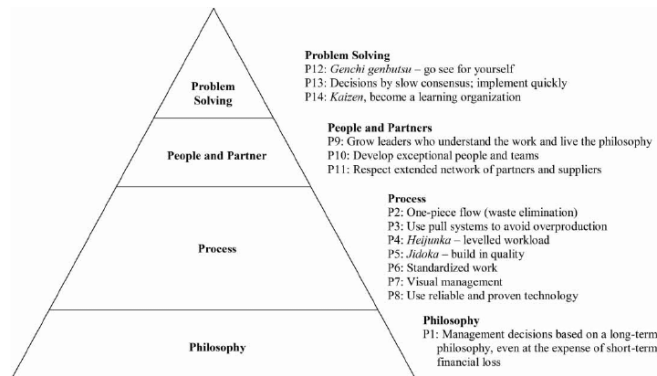 Problem Solving
P12: Genchi genbutsu – go see for yourself
P13: Decisions by slow consensus; implement quickly
P14: Kaizen, become a learning organization
Problem
Solving
People and Partners
P9: Grow leaders who understand the work and live the philosophy
P10: Develop exceptional people and teams
P11: Respect extended network of partners and suppliers
People and Partner
Process
P2: One-piece flow (waste elimination)
P3: Use pull systems to avoid overproduction
P4: Heijunka – levelled workload
P5: Jidoka – build in quality
P6: Standardized work
P7: Visual management
P8: Use reliable and proven technology
Process
Philosophy
P1: Management decisions based on a long-term
philosophy, even at the expense of short-term
financial loss
Philosophy